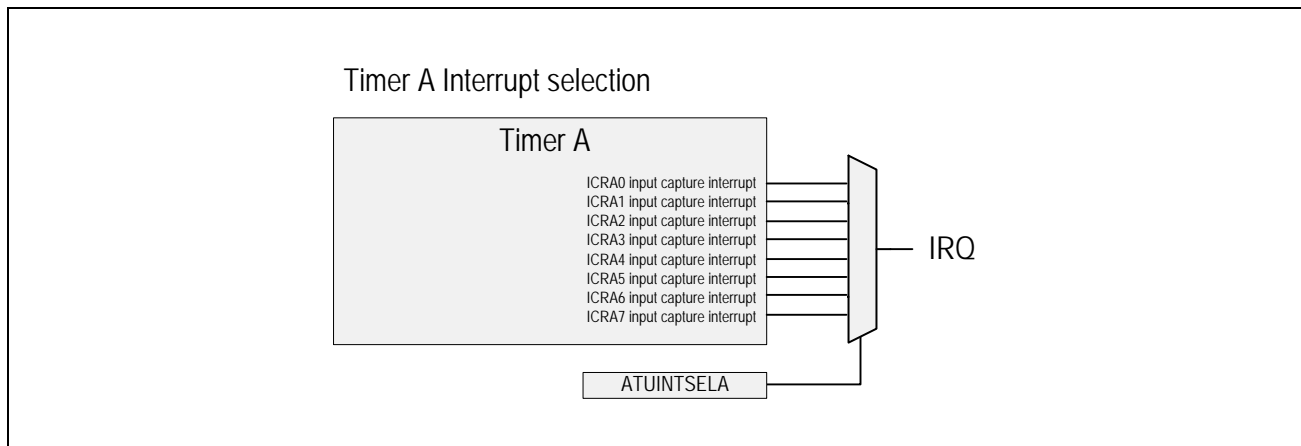 Timer A Interrupt selection
Timer A
ICRA0 input capture interrupt
ICRA1 input capture interrupt
ICRA2 input capture interrupt
ICRA3 input capture interrupt
ICRA4 input capture interrupt
ICRA5 input capture interrupt
ICRA6 input capture interrupt
ICRA7 input capture interrupt
IRQ
ATUINTSELA